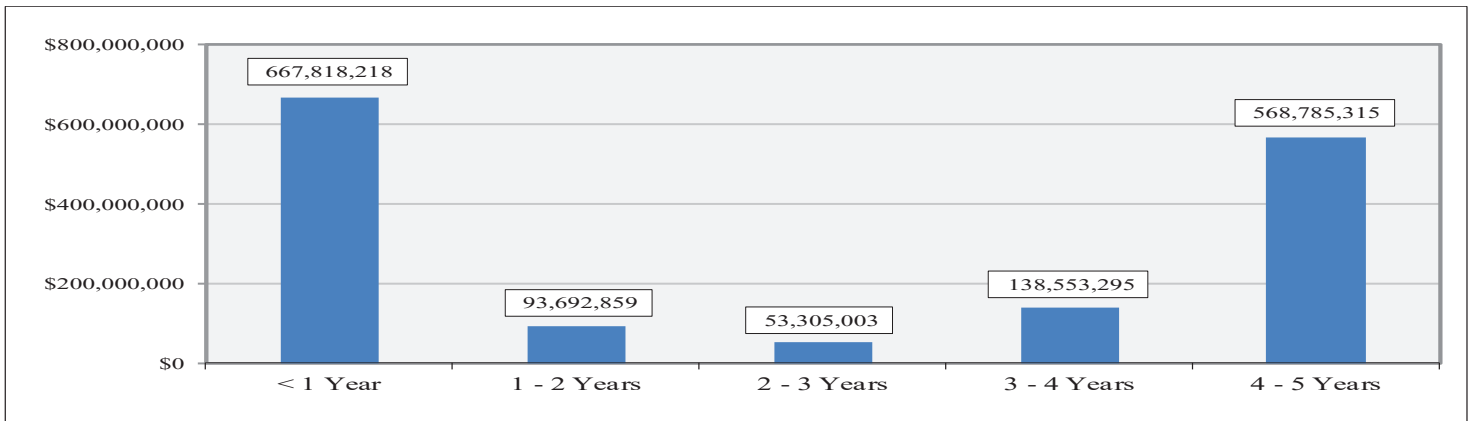 $800,000,000
667,818,218
568,785,315
$600,000,000
$400,000,000
$200,000,000
138,553,295
93,692,859
53,305,003
$0
< 1 Year
1 - 2 Years
2 - 3 Years
3 - 4 Years
4 - 5 Years